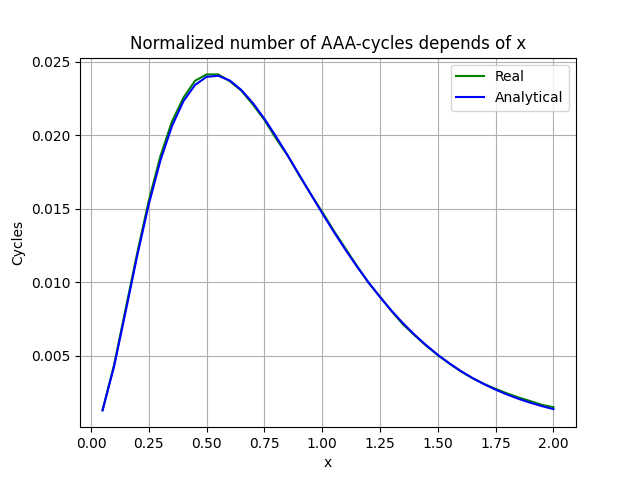 Normalized number of AAA-cycles depends of x
0.025
0.020
0.015
0.010
0.005
Cycles
Real
Analytical
0.00 0.25 0.50 0.75 1.00 1.25 1.50 1.75 2.00
x